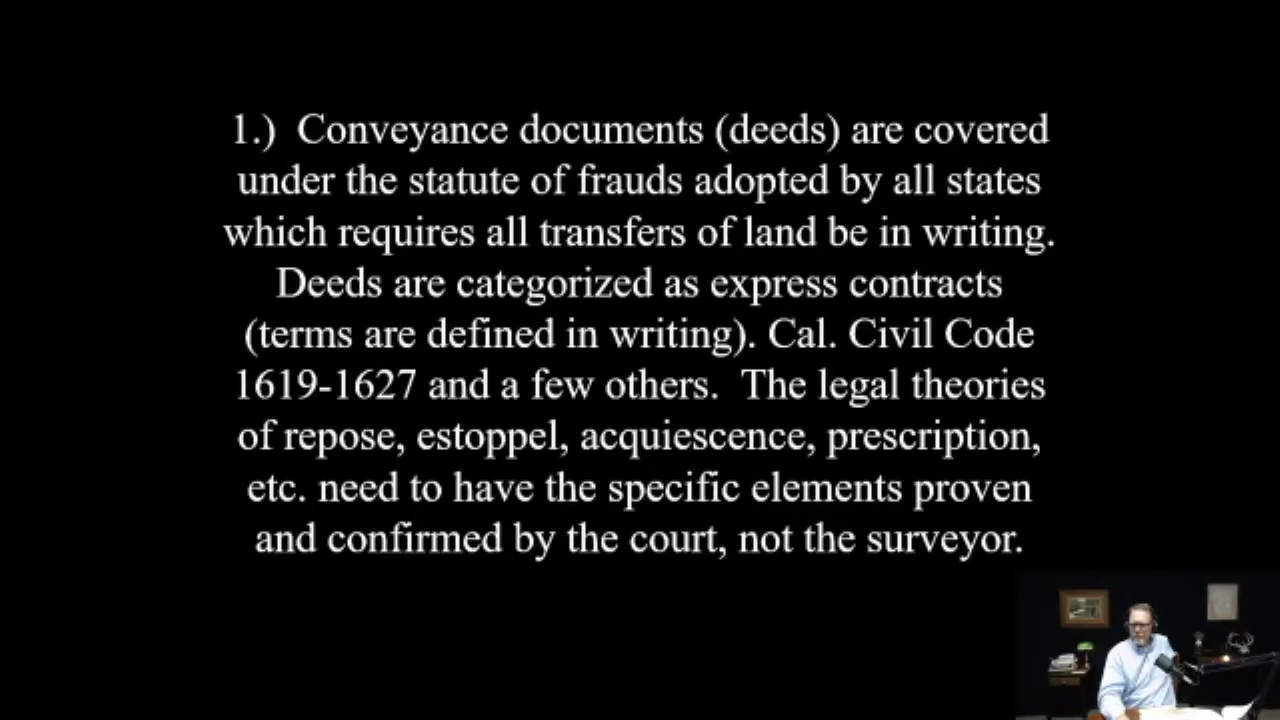 1.) Conveyance documents (deeds) are covered
under the statute of frauds adopted by all states
which requires all transfers of land be in writing.
Deeds are categorized as express contracts
(terms are defined in writing). Cal. Civil Code
1619-1627 and a few others. The legal theories
of repose, estoppel, acquiescence, prescription,
etc. need to have the specific elements proven
and confirmed by the court, not the surveyor.